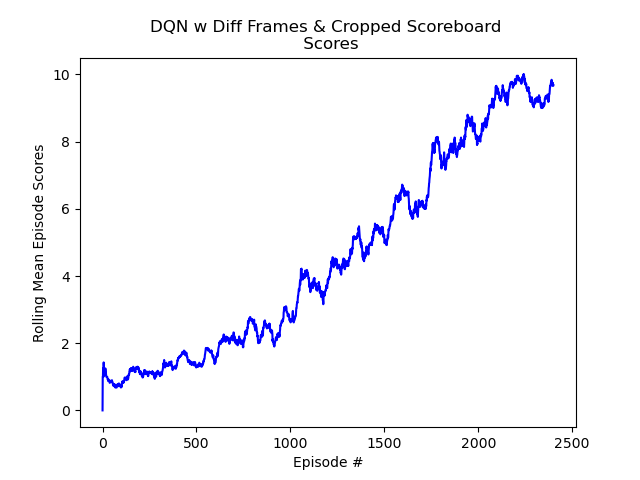 DQN w Diff Frames & Cropped Scoreboard
Scores
10
8
6
4
2
0
Rolling Mean Episode Scores
0 500 1000 1500 2000 2500
Episode #